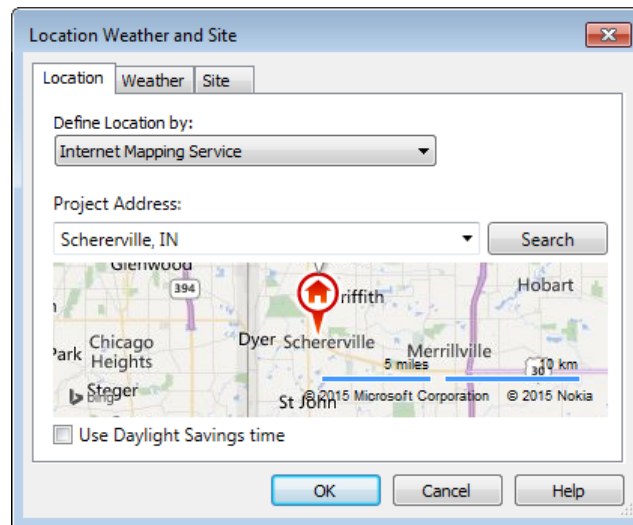 Location Weather and Site
Location Weather Site
Define Location by:
Internet Mapping Service
Project Address:
Schererville, IN
Search
Glenwood
394
riffith
Hobart
Chicago
Heights
Dyer
Schererville
Merrillville
Park
5 miles
30
10 km
Steger
bing
St John
© 2015 Microsoft Corporation © 2015 Nokia
Use Daylight Savings time
OK Cancel Help